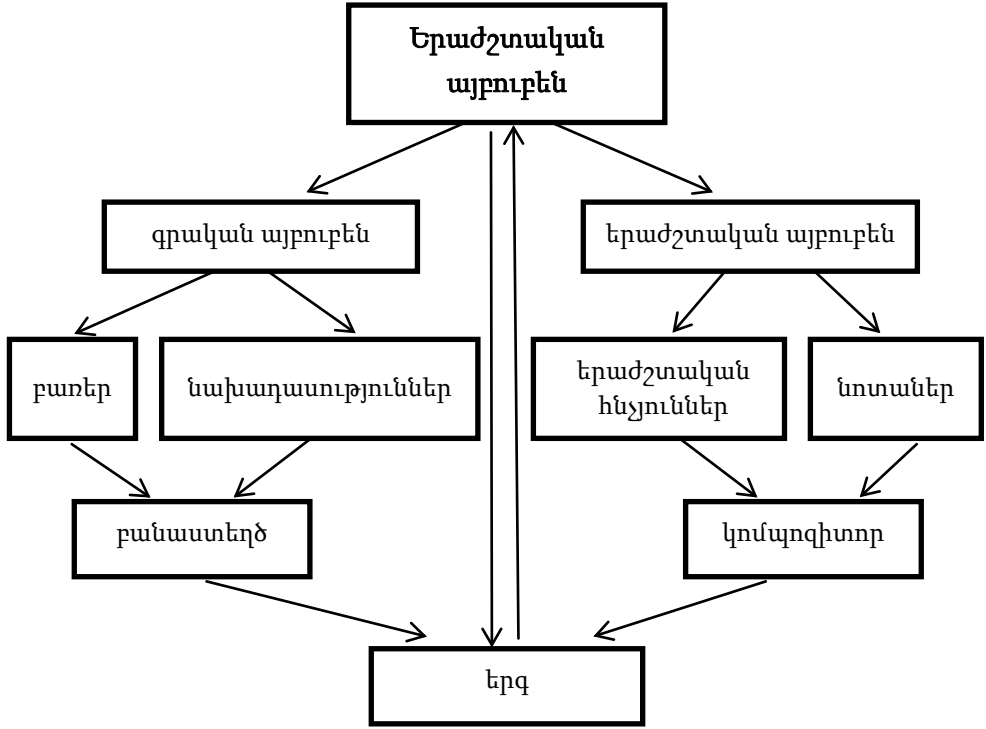 Երաժշտական
այբուբեն
գրական այբուբեն
երաժշտական այբուբեն
բառեր
նախադասություններ
երաժշտական
հնչյուններ
նոտաներ
բանաստեղծ
կոմպոզիտոր
երգ